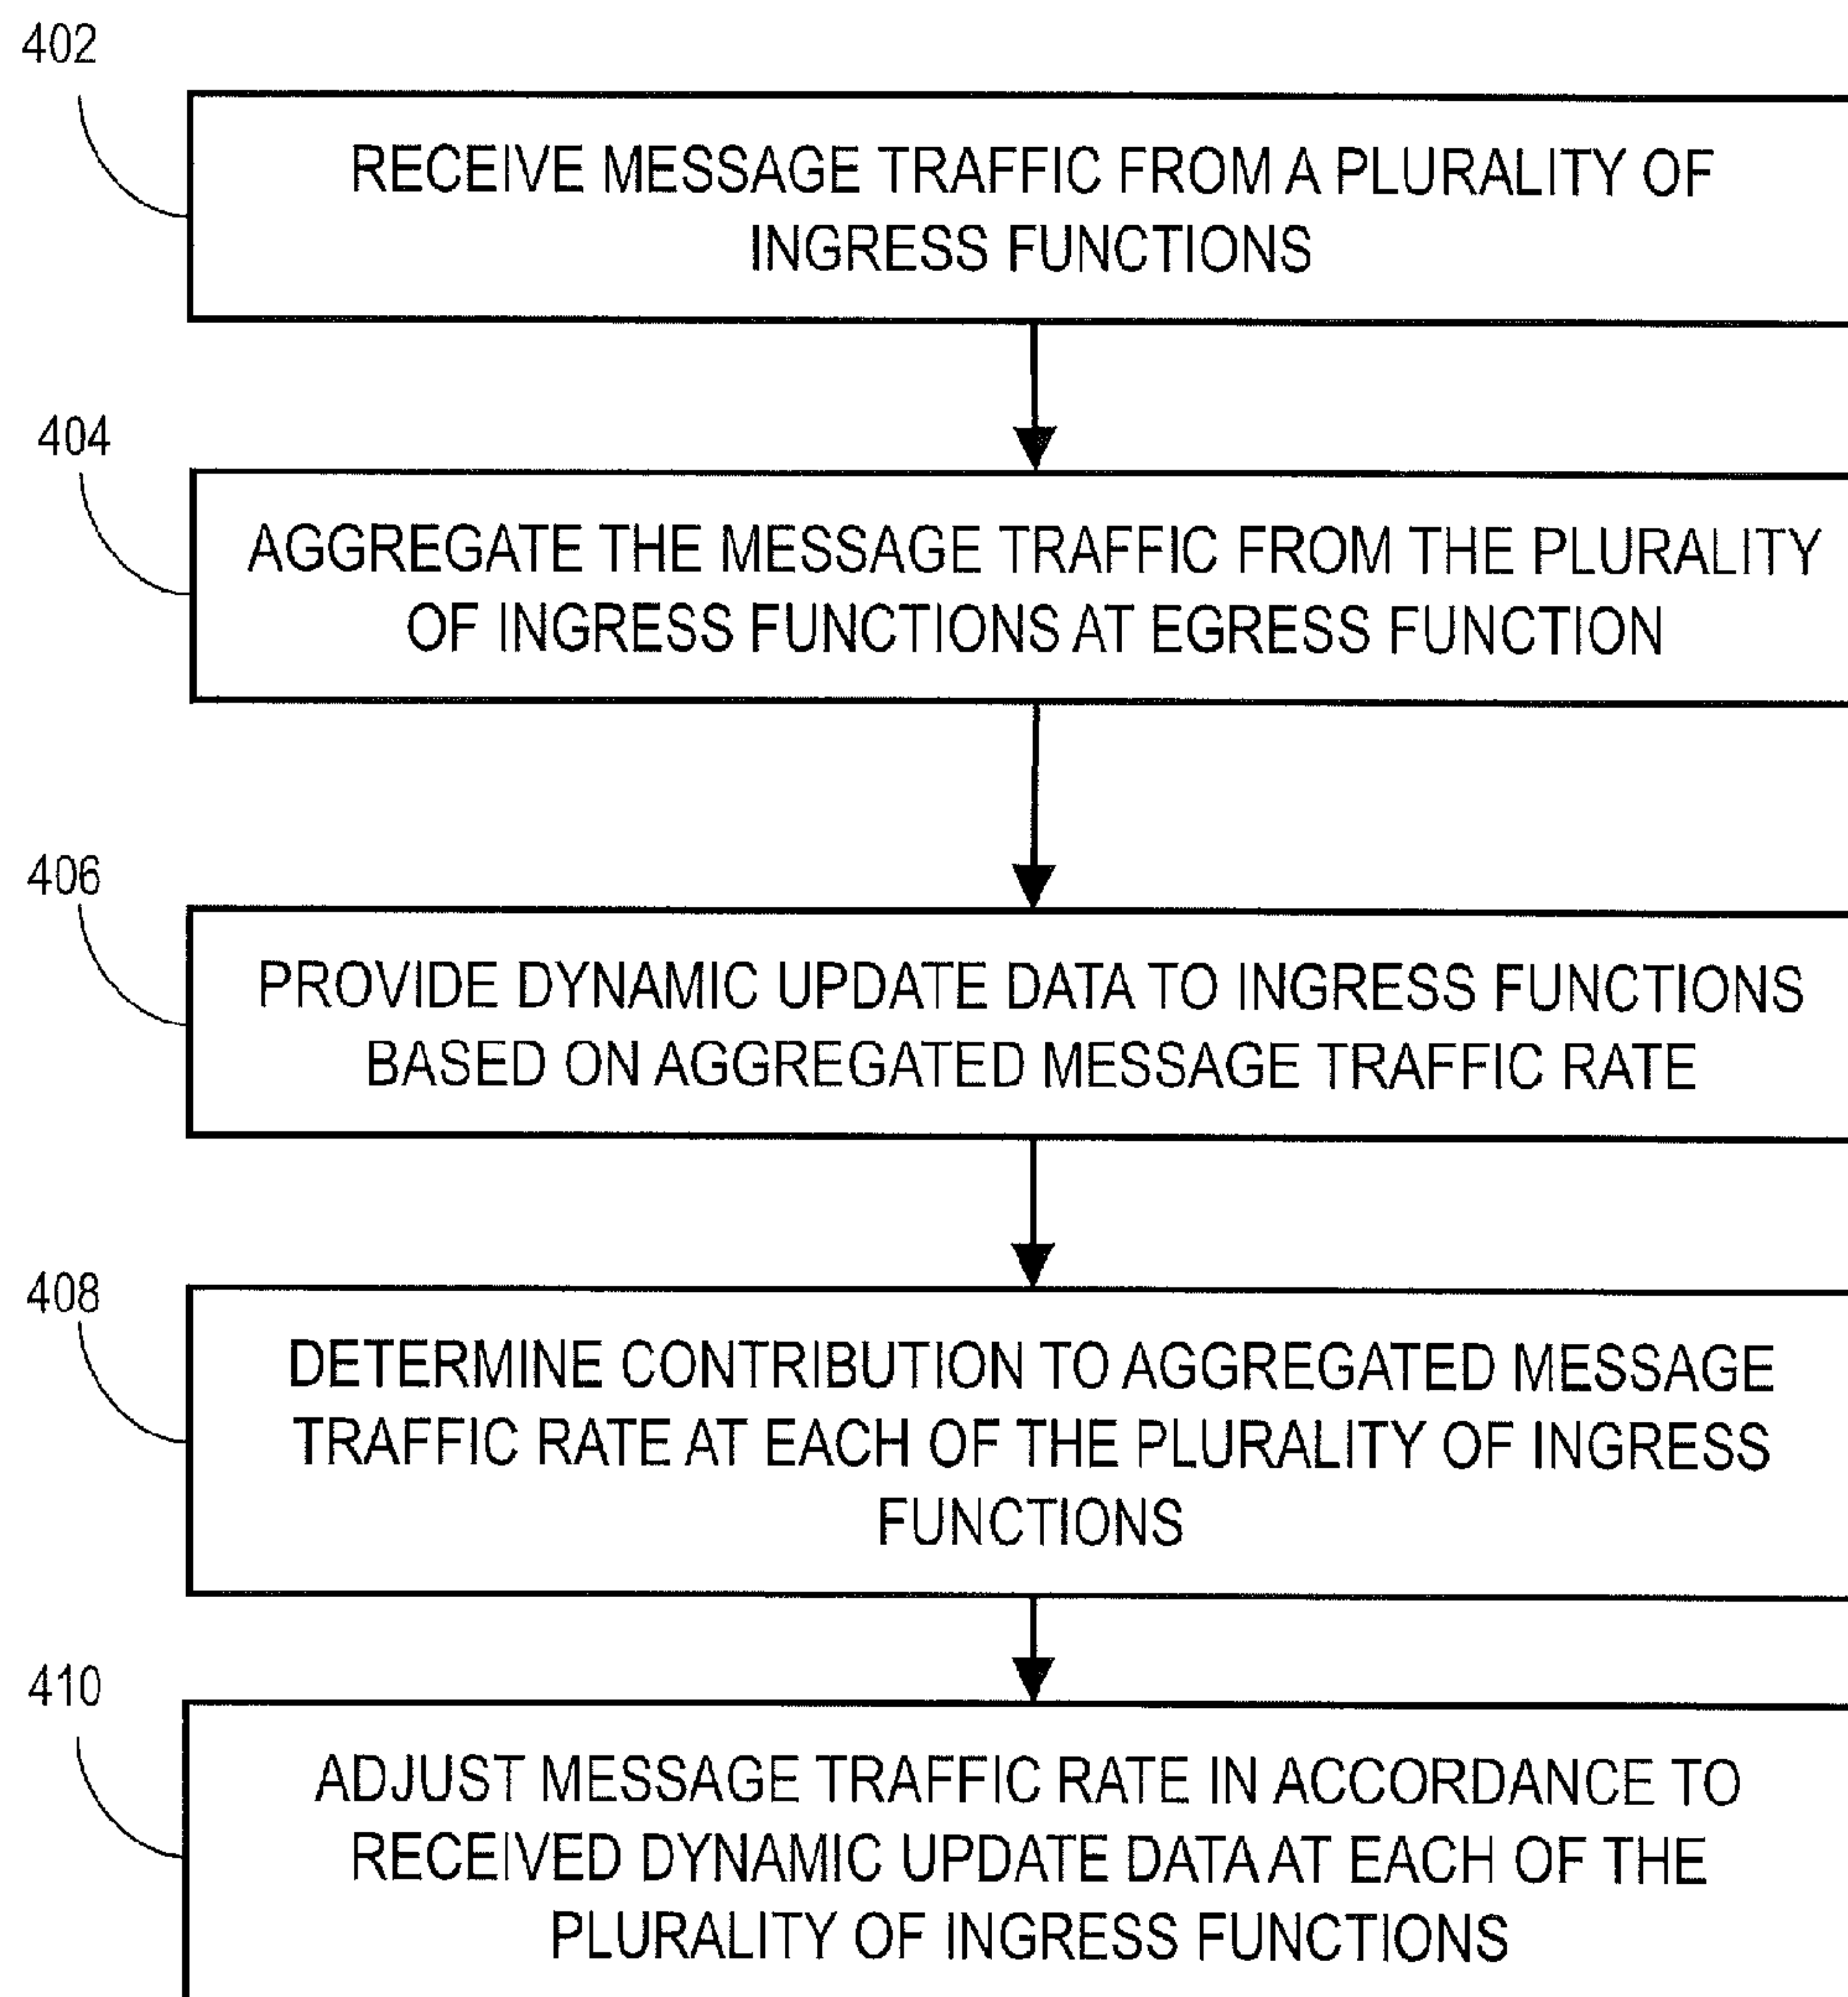 402
RECEIVE MESSAGE TRAFFIC FROM A PLURALITY OF
INGRESS FUNCTIONS
404
AGGREGATE THE MESSAGE TRAFFIC FROM THE PLURALITY
OF INGRESS FUNCTIONS AT EGRESS FUNCTION
406
PROVIDE DYNAMIC UPDATE DATA TO INGRESS FUNCTIONS
BASED ON AGGREGATED MESSAGE TRAFFIC RATE
408
DETERMINE CONTRIBUTION TO AGGREGATED MESSAGE
TRAFFIC RATE AT EACH OF THE PLURALITY OF INGRESS
FUNCTIONS
410
ADJUST MESSAGE TRAFFIC RATE IN ACCORDANCE TO
RECEIVED DYNAMIC UPDATE DATA AT EACH OF THE
PLURALITY OF INGRESS FUNCTIONS